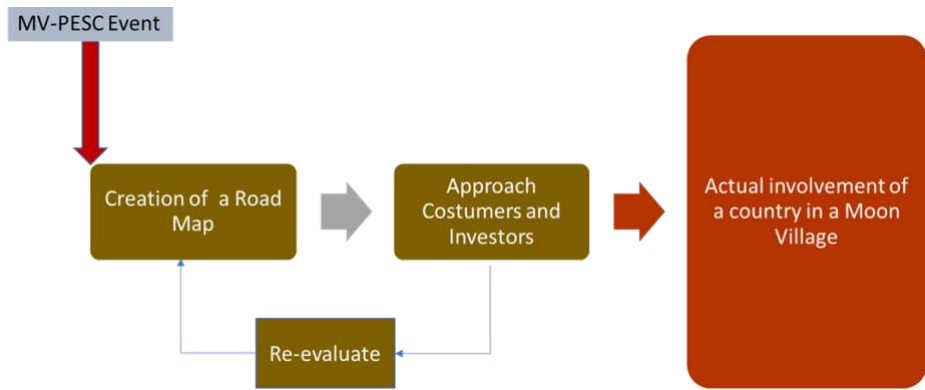 MV-PESC Event
Creation of a Road
Map
Approach
Costumers and
Investors
Actual involvement of
a country in a Moon
Village
Re-evaluate